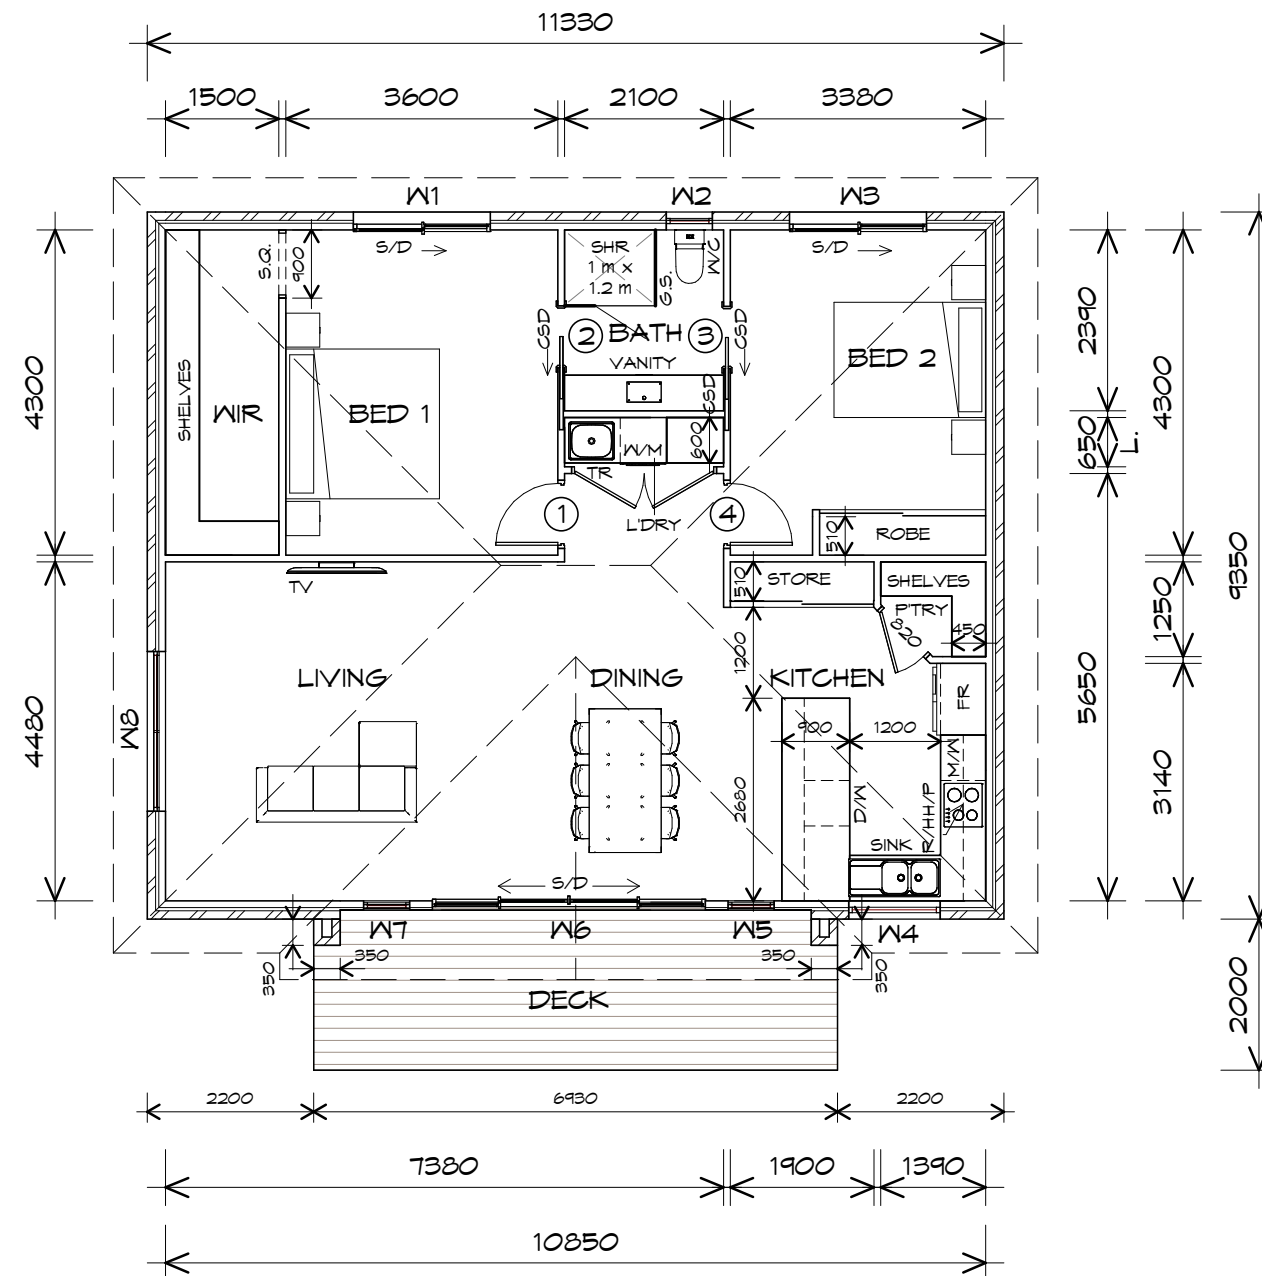 11330
1500 3600 2100 3380
W1 W2 W3
S/D S/D
S.Q.
900
SHR
1 m x
1.2 m
G.S.
W/C
CSD 2 BATH 3 CSD
VANITY
BED 2
SHELVES
WIR
BED 1
CSD
W/M
600
TR
1 L'DRY 4
510
ROBE
TV
510
STORE
SHELVES
P'TRY
820
450
1200
LIVING DINING KITCHEN
FR
900 1200
M/W
2680
D/W
R/HH/P
SINK
S/D
W8
W7 W6 W5 W4
350 350 350 350
DECK
4300
4480
2390
650
L.
5650
4300
1250
3140
9350
2000
2200 6930 2200
7380 1900 1390
10850